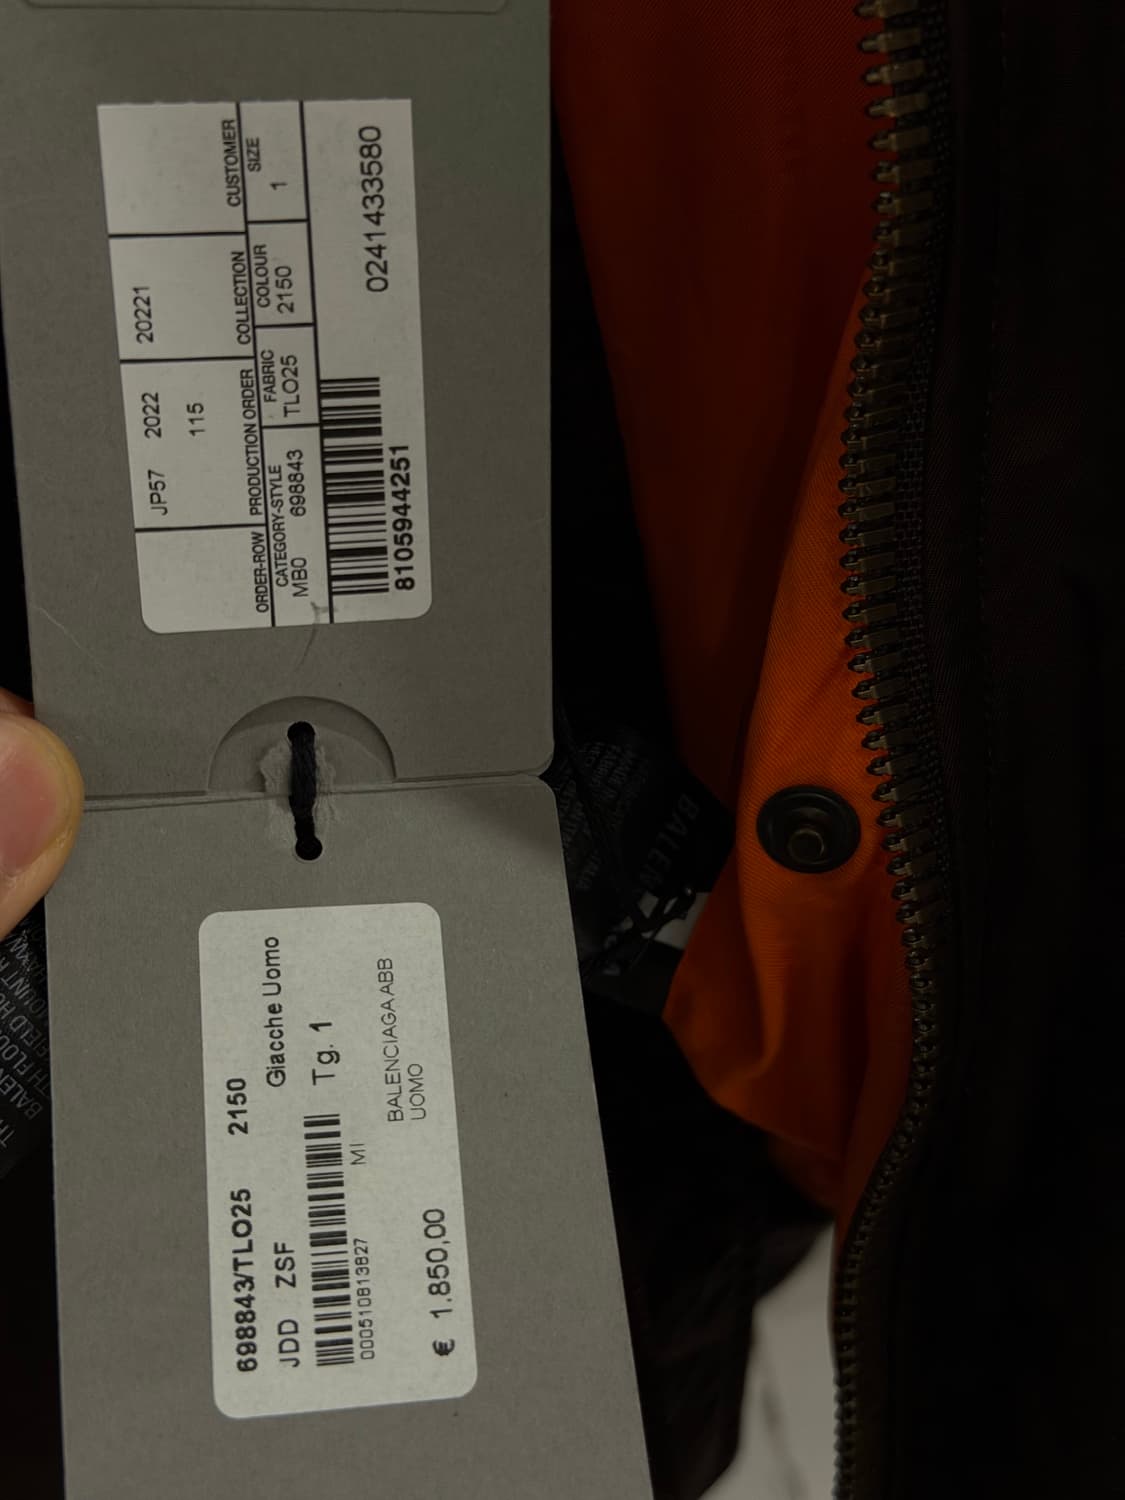 20221
JP57 2022
115
ORDER-ROW PRODUCTION ORDER COLLECTION CUSTOMER
CATEGORY-STYLE FABRIC COLOUR SIZE
MB0 698843 TLO25 2150 1
8105944251
0241433580
698843/TLO25 2150
JDD ZSF Giacche Uomo
Tg. 1
000510813827 MI
BALENCIAGA ABB
UOMO
€ 1.850,00
BALEN